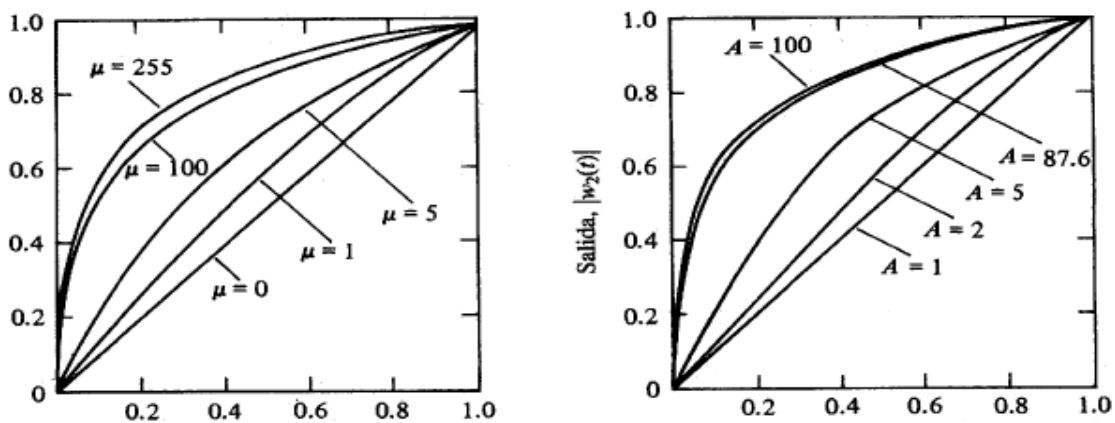 1.0
0.8
0.6
0.4
0.2
0
0.2 0.4 0.6 0.8 1.0
μ = 255
μ = 100
μ = 5
μ = 1
μ = 0
Salida, |w₂(t)|
1.0
0.8
0.6
0.4
0.2
0
0.2 0.4 0.6 0.8 1.0
A = 100
A = 87.6
A = 5
A = 2
A = 1